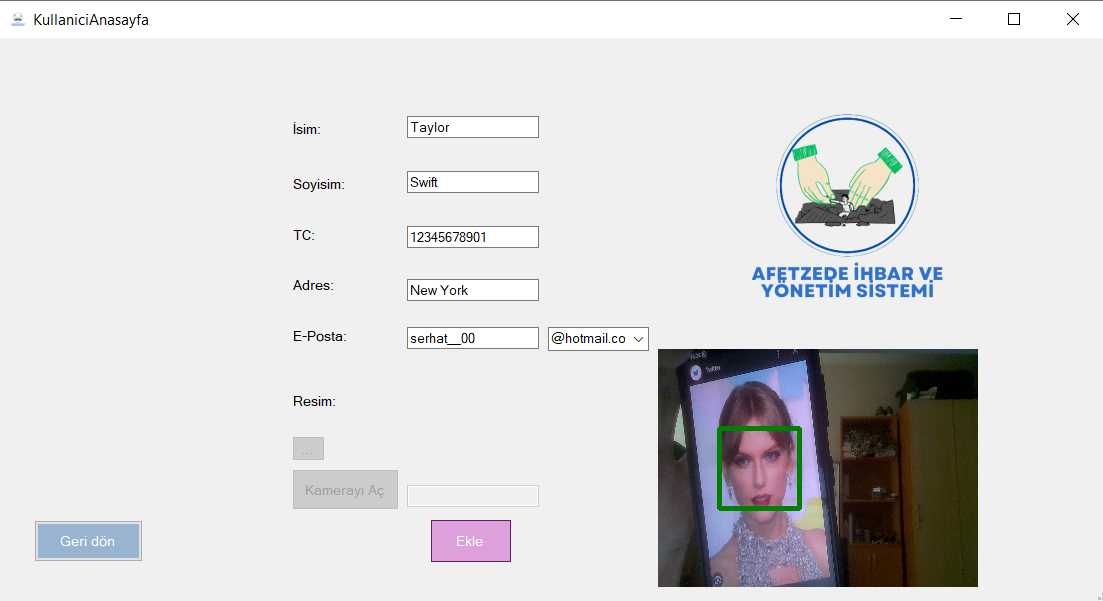 KullaniciAnasayfa
İsim:
Taylor
Soyisim:
Swift
TC:
12345678901
Adres:
New York
E-Posta:
serhat__00
@hotmail.co
Resim:
...
Kamerayı Aç
Geri dön
Ekle
AFETZEDE İHBAR VE
YÖNETİM SİSTEMİ
Twitter